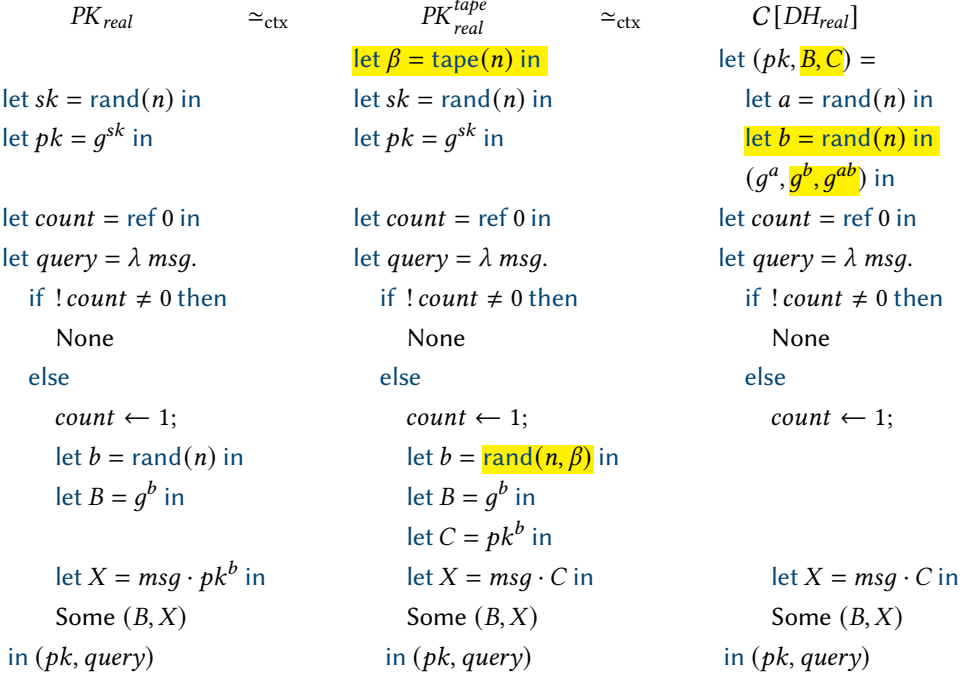 PK_real ≃ctx PK^tape_real ≃ctx C[DH_real]
let β = tape(n) in let (pk, B, C) =
let sk = rand(n) in let sk = rand(n) in let a = rand(n) in
let pk = g^sk in let pk = g^sk in let b = rand(n) in
(g^a, g^b, g^ab) in
let count = ref 0 in let count = ref 0 in let count = ref 0 in
let query = λ msg. let query = λ msg. let query = λ msg.
if ! count ≠ 0 then if ! count ≠ 0 then if ! count ≠ 0 then
None None None
else else else
count ← 1; count ← 1; count ← 1;
let b = rand(n) in let b = rand(n, β) in
let B = g^b in let B = g^b in
let C = pk^b in
let X = msg · pk^b in let X = msg · C in let X = msg · C in
Some (B, X) Some (B, X) Some (B, X)
in (pk, query) in (pk, query) in (pk, query)